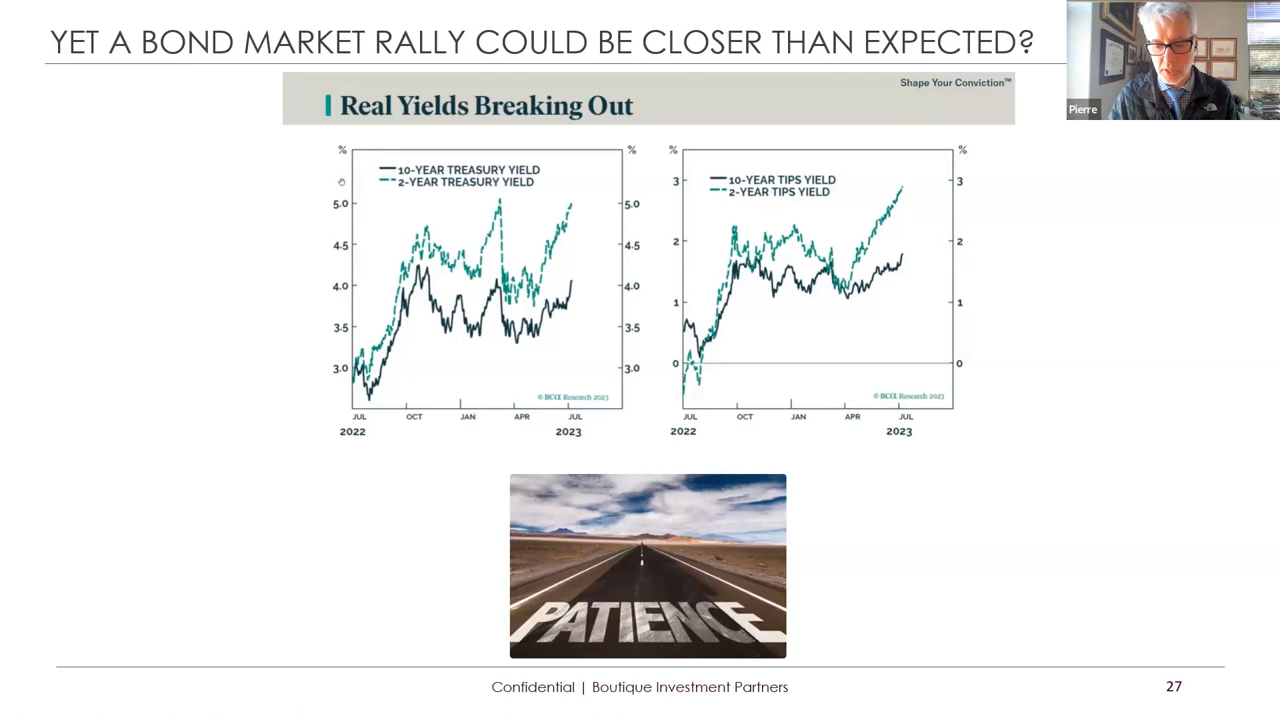 YET A BOND MARKET RALLY COULD BE CLOSER THAN EXPECTED?
Pierre
Shape Your Conviction™
Real Yields Breaking Out
% % % %
10-YEAR TREASURY YIELD
2-YEAR TREASURY YIELD
10-YEAR TIPS YIELD
2-YEAR TIPS YIELD
3 3
5.0 5.0
4.5 4.5 2 2
4.0 4.0
1 1
3.5 3.5
3.0 3.0 0 0
© BCA Research 2023 © BCA Research 2023
JUL OCT JAN APR JUL JUL OCT JAN APR JUL
2022 2023 2022 2023
PATIENCE
Confidential | Boutique Investment Partners
27